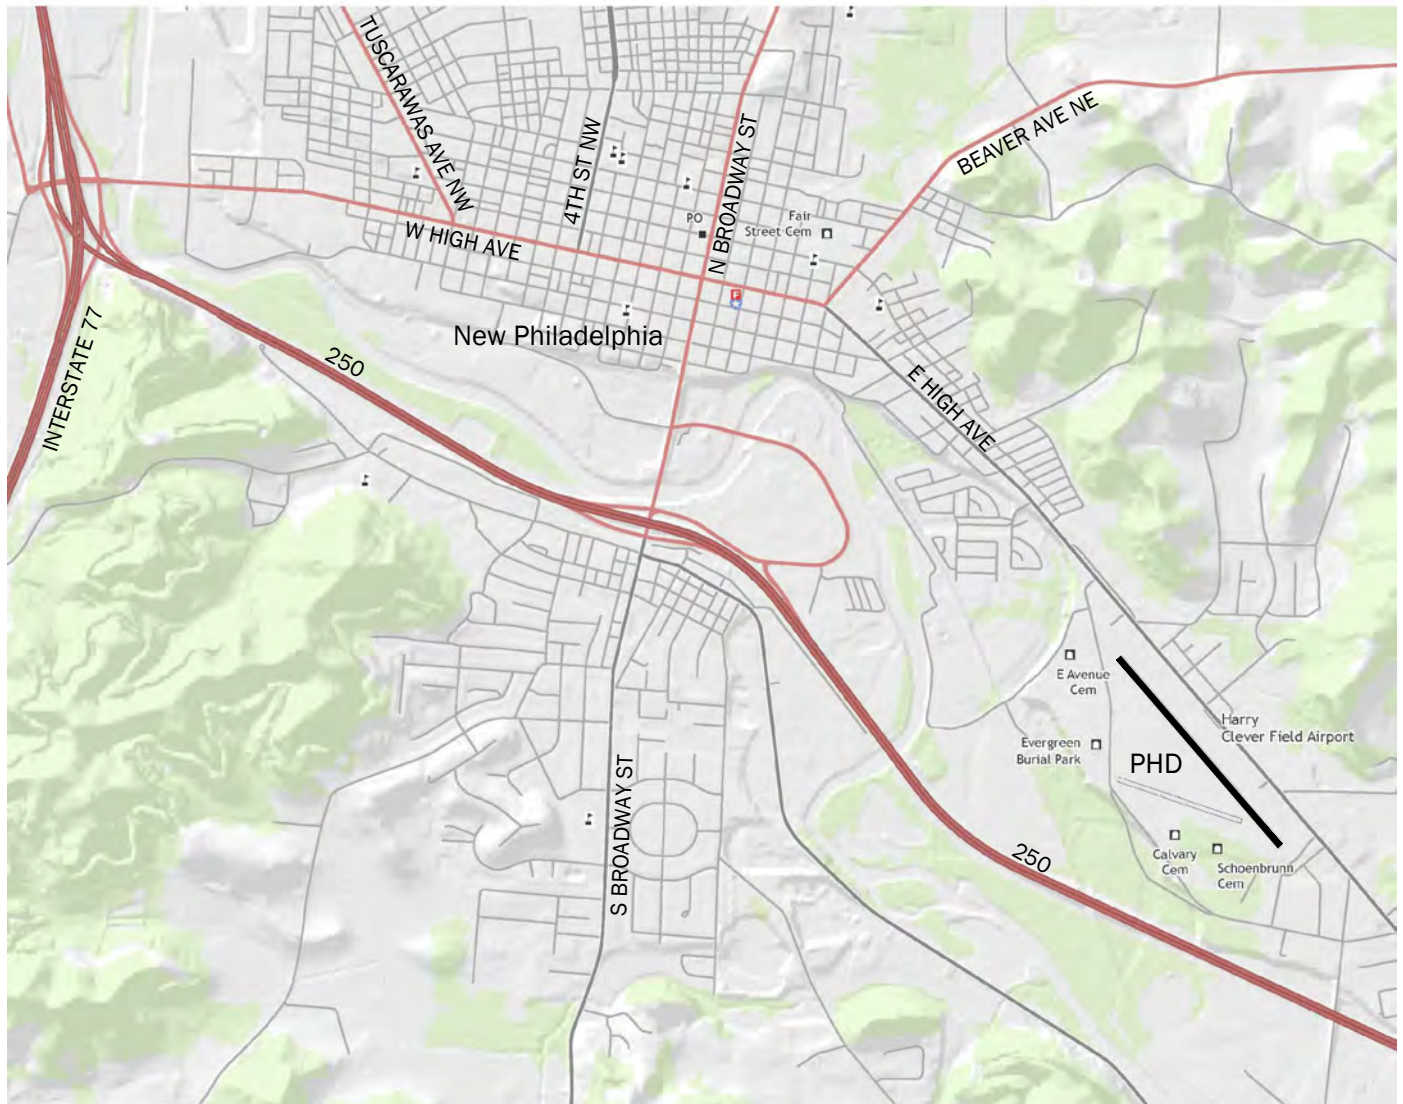 TUSCARAWAS AVE NW
4TH ST NW
N BROADWAY ST
BEAVER AVE NE
PO
Fair
Street Cem
W HIGH AVE
F
New Philadelphia
INTERSTATE 77
250
E HIGH AVE
E Avenue
Cem
Harry
Clever Field Airport
Evergreen
Burial Park
PHD
S BROADWAY ST
250
Calvary
Cem
Schoenbrunn
Cem